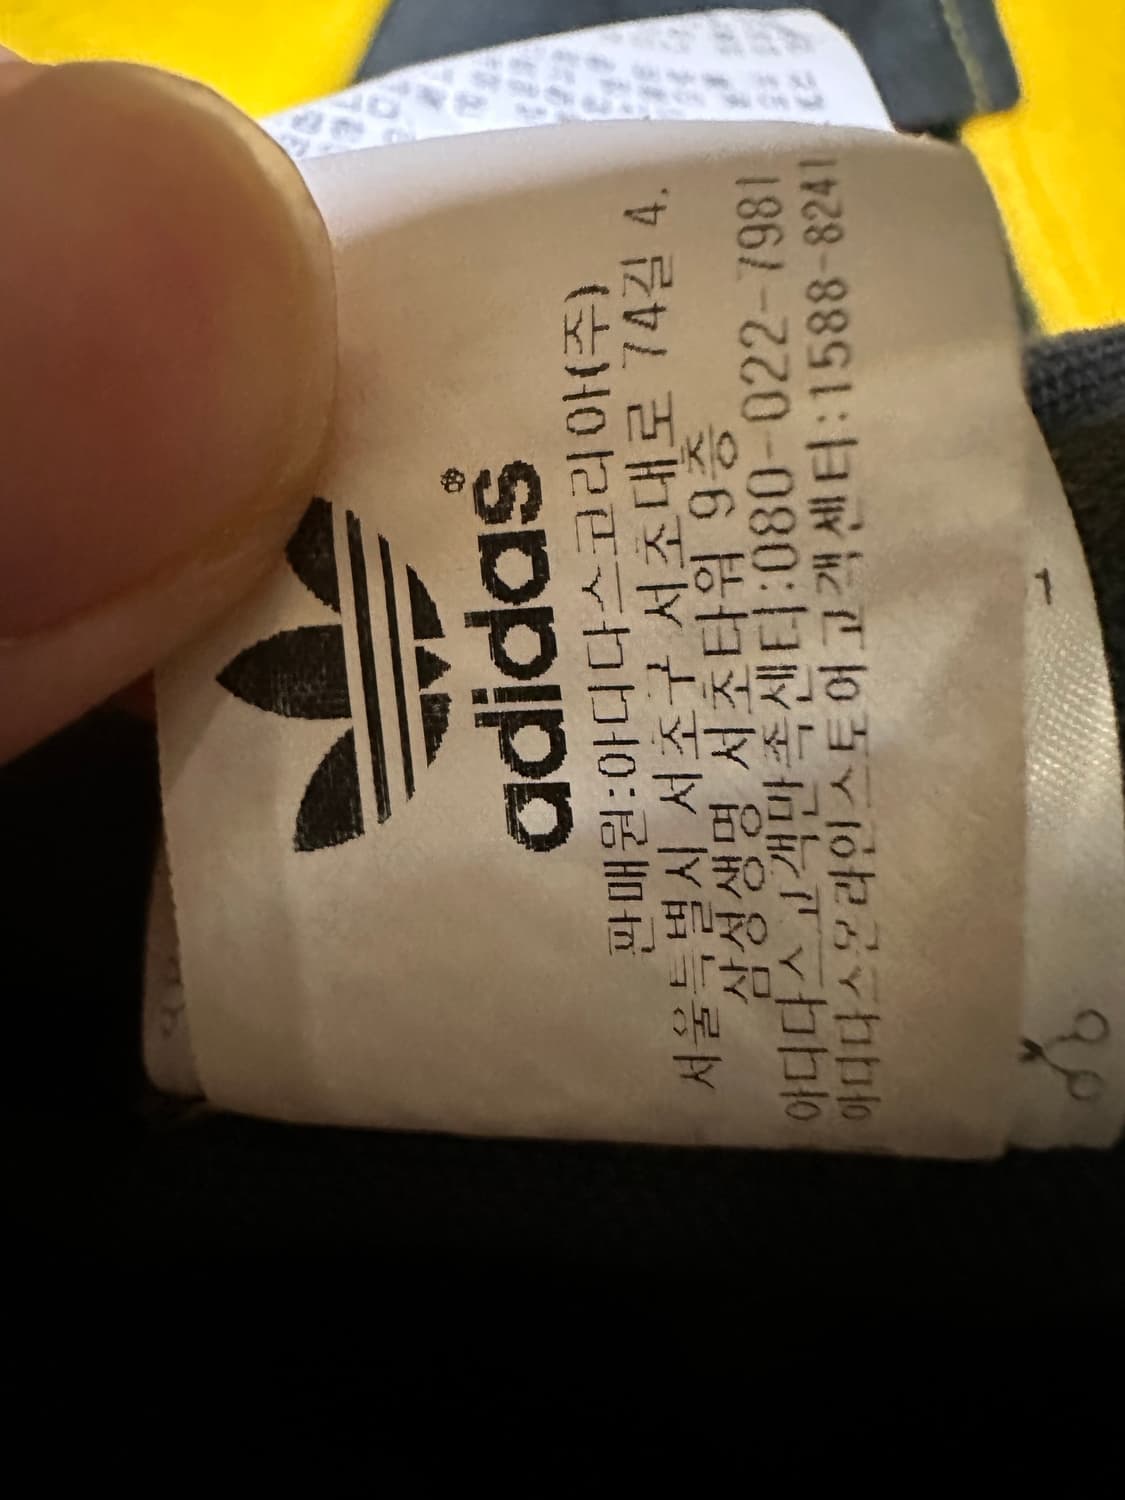 adidas®
판매원:아디다스코리아(주)
서울특별시 서초구 서초대로 74길 4.
삼성생명 서초타워 9층
아디다스고객만족센터:080-022-7981
아디다스온라인스토어고객센터:1588-8241